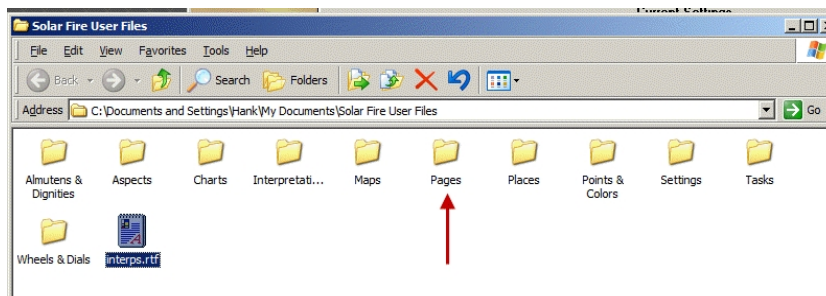 Current Settings
Solar Fire User Files
File Edit View Favorites Tools Help
Back Search Folders
Address C:\Documents and Settings\Hank\My Documents\Solar Fire User Files Go
Almutens & Dignities Aspects Charts Interpretati... Maps Pages Places Points & Colors Settings Tasks
Wheels & Dials interps.rtf